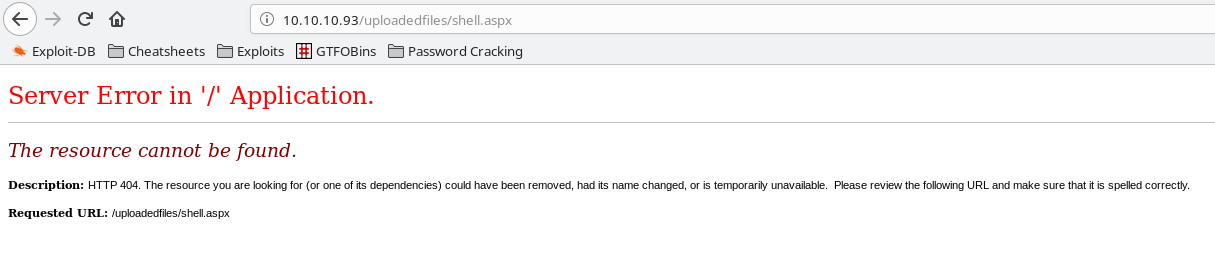 10.10.10.93/uploadedfiles/shell.aspx
Exploit-DB Cheatsheets Exploits GTFOBins Password Cracking
Server Error in '/' Application.
The resource cannot be found.
Description: HTTP 404. The resource you are looking for (or one of its dependencies) could have been removed, had its name changed, or is temporarily unavailable.  Please review the following URL and make sure that it is spelled correctly.
Requested URL: /uploadedfiles/shell.aspx